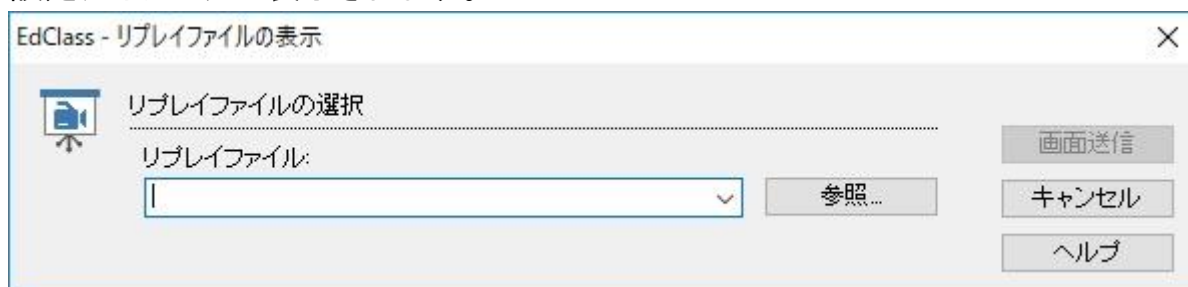 EdClass - リプレイファイルの表示
リプレイファイルの選択
画面送信
リプレイファイル:
参照...
キャンセル
ヘルプ